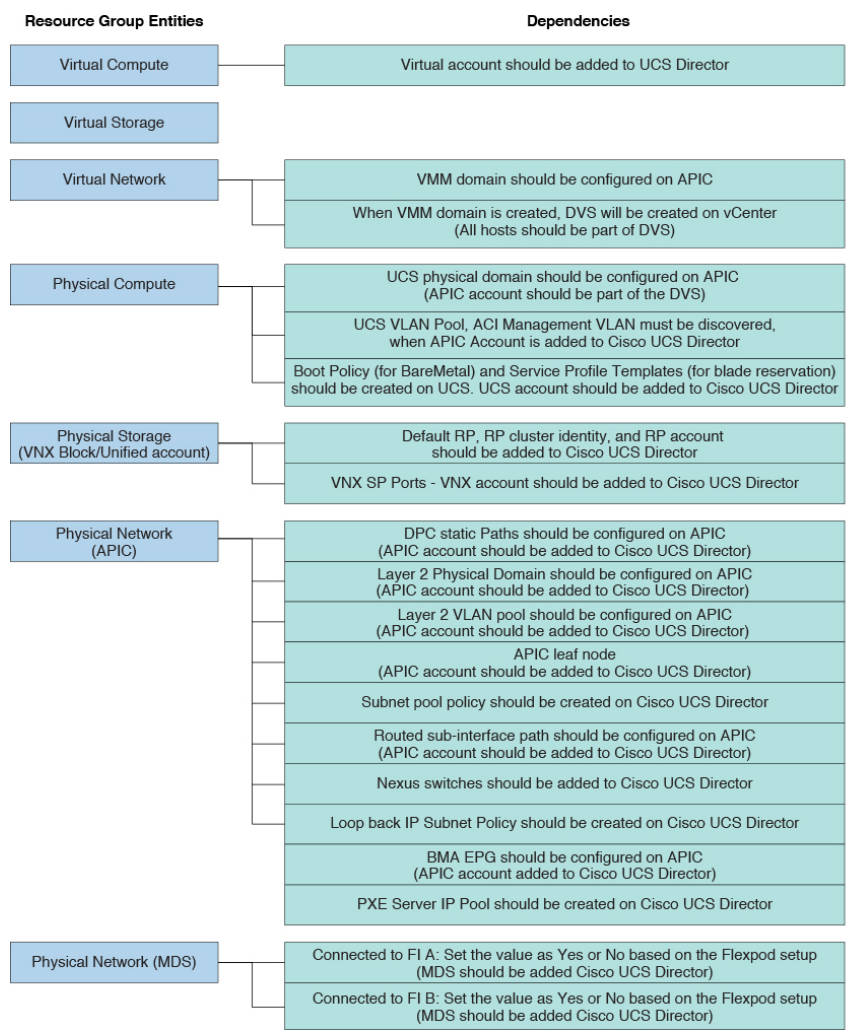 Resource Group Entities
Dependencies
Virtual Compute
Virtual account should be added to UCS Director
Virtual Storage
Virtual Network
VMM domain should be configured on APIC
When VMM domain is created, DVS will be created on vCenter
(All hosts should be part of DVS)
Physical Compute
UCS physical domain should be configured on APIC
(APIC account should be part of the DVS)
UCS VLAN Pool, ACI Management VLAN must be discovered,
when APIC Account is added to Cisco UCS Director
Boot Policy (for BareMetal) and Service Profile Templates (for blade reservation)
should be created on UCS. UCS account should be added to Cisco UCS Director
Physical Storage
(VNX Block/Unified account)
Default RP, RP cluster identity, and RP account
should be added to Cisco UCS Director
VNX SP Ports - VNX account should be added to Cisco UCS Director
Physical Network
(APIC)
DPC static Paths should be configured on APIC
(APIC account should be added to Cisco UCS Director)
Layer 2 Physical Domain should be configured on APIC
(APIC account should be added to Cisco UCS Director)
Layer 2 VLAN pool should be configured on APIC
(APIC account should be added to Cisco UCS Director)
APIC leaf node
(APIC account should be added to Cisco UCS Director)
Subnet pool policy should be created on Cisco UCS Director
Routed sub-interface path should be configured on APIC
(APIC account should be added to Cisco UCS Director)
Nexus switches should be added to Cisco UCS Director
Loop back IP Subnet Policy should be created on Cisco UCS Director
BMA EPG should be configured on APIC
(APIC account added to Cisco UCS Director)
PXE Server IP Pool should be created on Cisco UCS Director
Physical Network (MDS)
Connected to FI A: Set the value as Yes or No based on the Flexpod setup
(MDS should be added Cisco UCS Director)
Connected to FI B: Set the value as Yes or No based on the Flexpod setup
(MDS should be added Cisco UCS Director)